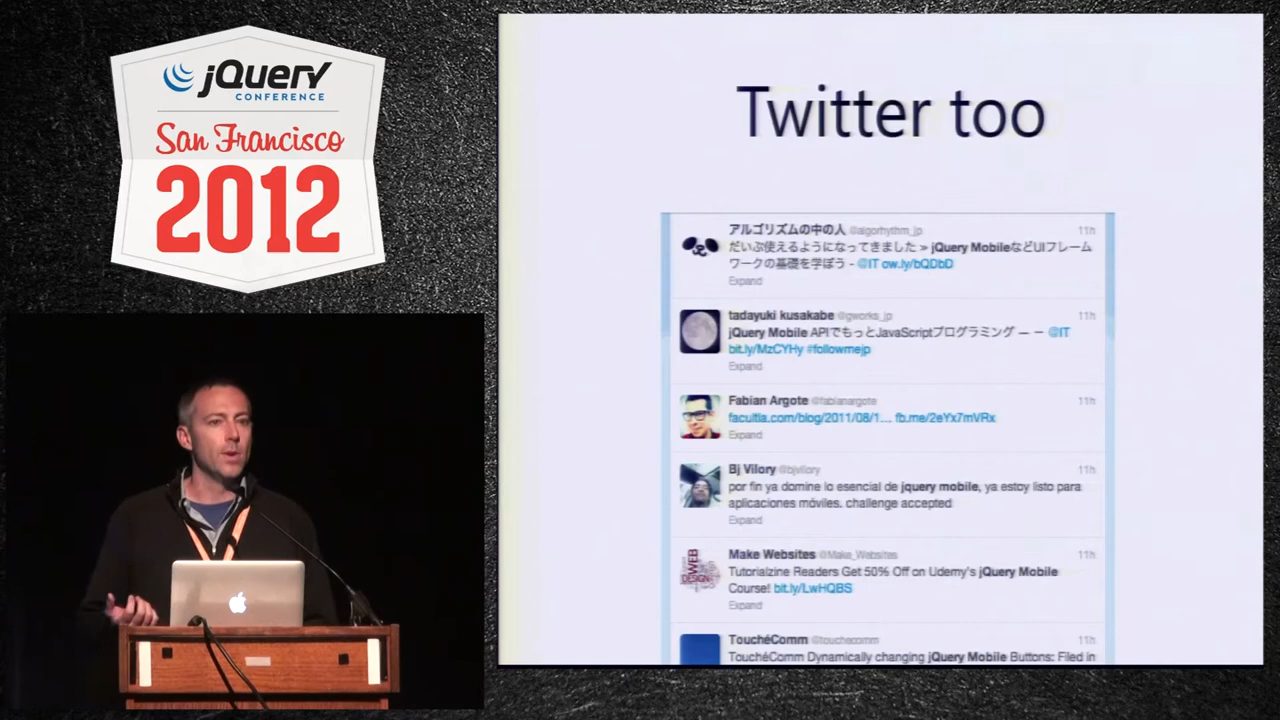 jQuery
CONFERENCE
San Francisco
2012
Twitter too
アルゴリズムの中の人 @algorhythm_jp 11h
だいぶ使えるようになってきました » jQuery MobileなどUIフレーム
ワークの基礎を学ぼう - @IT ow.ly/bQDbD
Expand
tadayuki kusakabe @gworks_jp 11h
jQuery Mobile APIでもっとJavaScriptプログラミング — − @IT
bit.ly/MzCYHy #followmejp
Expand
Fabian Argote @fabianargote 11h
facultia.com/blog/2011/08/1... fb.me/2eYx7mVRx
Expand
Bj Vilory @bjvilory 11h
por fin ya domine lo esencial de jquery mobile, ya estoy listo para
aplicaciones móviles. challenge accepted
Expand
Make Websites @Make_Websites 11h
Tutorialzine Readers Get 50% Off on Udemy's jQuery Mobile
Course! bit.ly/LwHQBS
Expand
WEB
DESIGN
TouchéComm @touchecomm 11h
TouchéComm Dynamically changing jQuery Mobile Buttons: Filed in